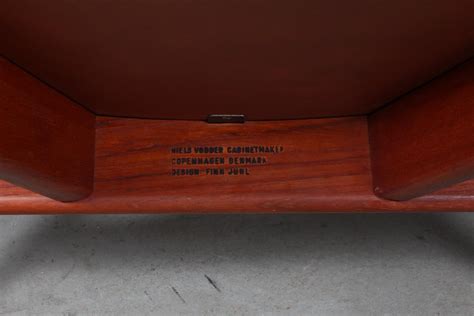 NIELS VODDER CABINETMAKER
COPENHAGEN DENMARK
DESIGN FINN JUHL